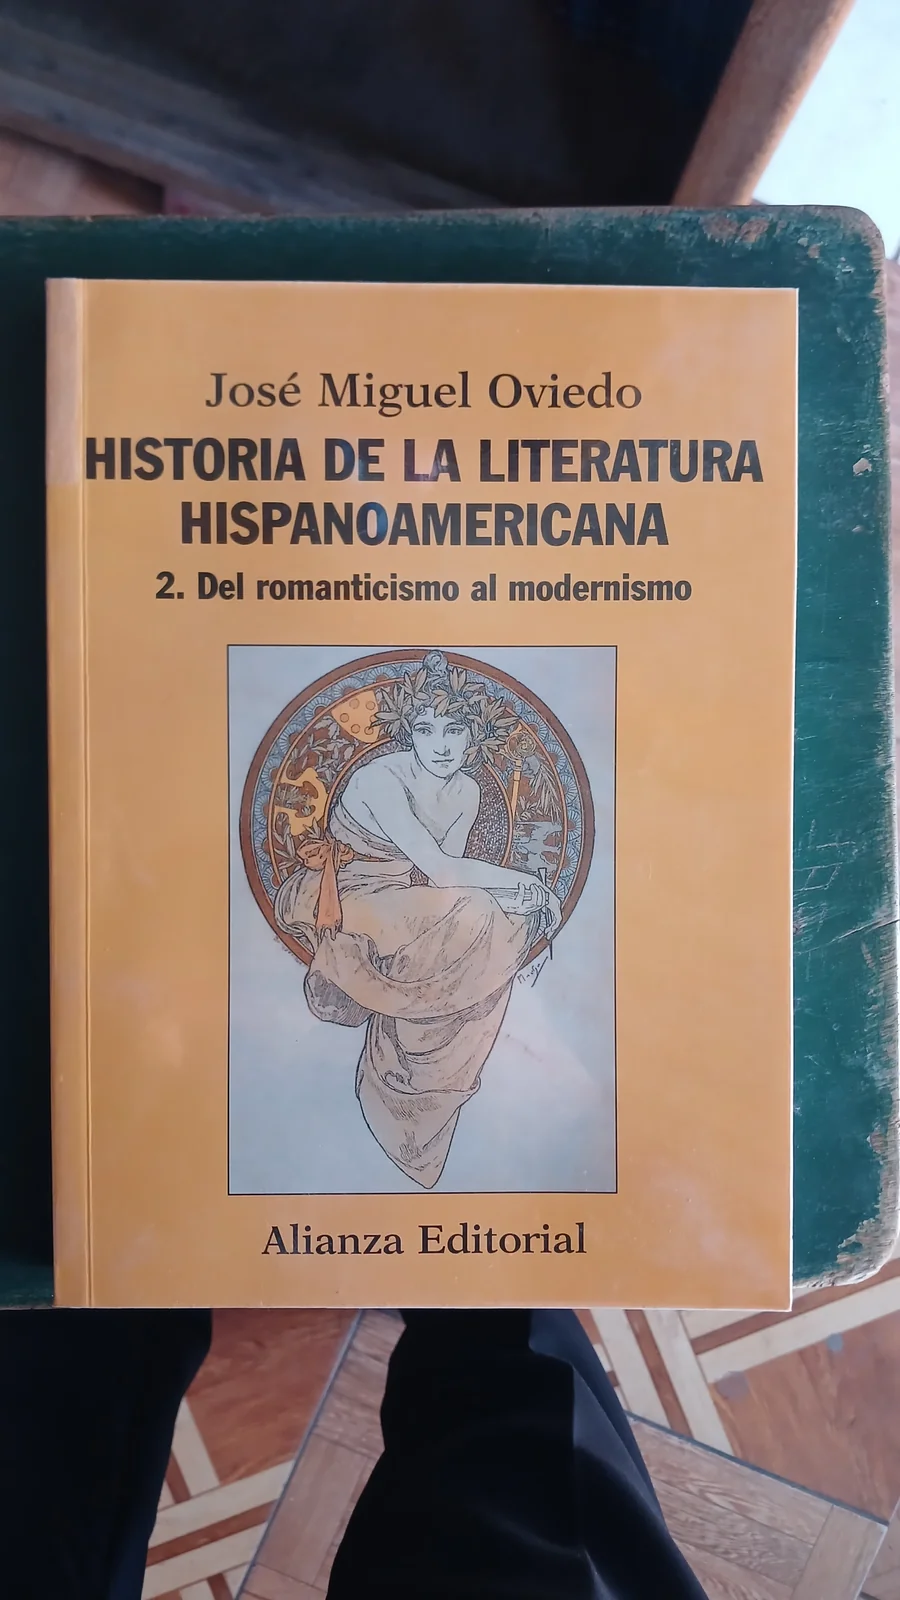 José Miguel Oviedo
HISTORIA DE LA LITERATURA
HISPANOAMERICANA
2. Del romanticismo al modernismo
Alianza Editorial